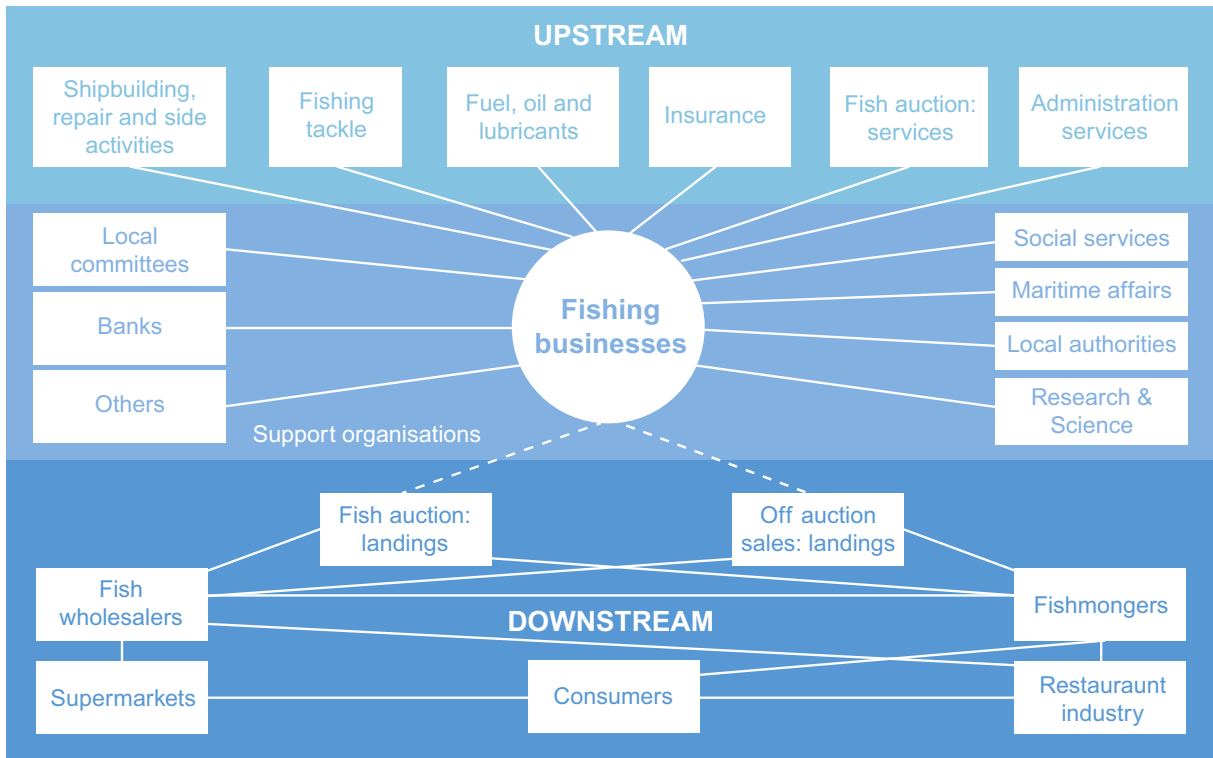 UPSTREAM
Shipbuilding,
repair and side
activities
Fishing
tackle
Fuel, oil and
lubricants
Insurance
Fish auction:
services
Administration
services
Local
committees
Banks
Others
Fishing
businesses
Social services
Maritime affairs
Local authorities
Research &
Science
Support organisations
Fish auction:
landings
Off auction
sales: landings
Fish
wholesalers
Fishmongers
DOWNSTREAM
Supermarkets
Consumers
Restauraunt
industry